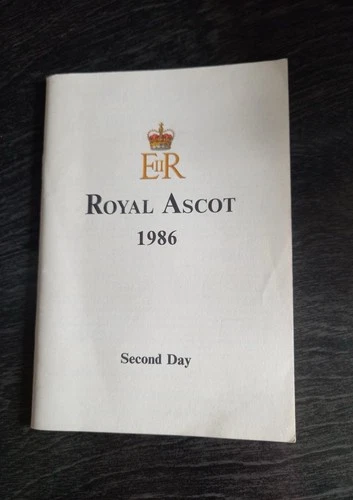 EIIR
ROYAL ASCOT
1986
Second Day